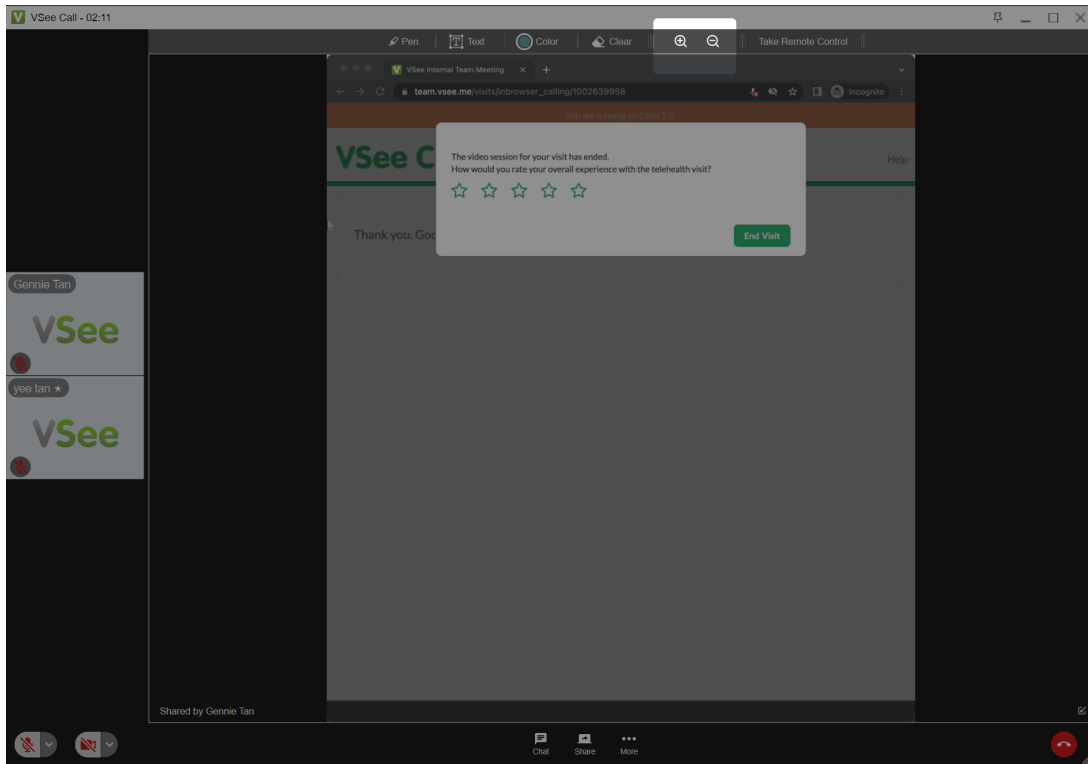 VSee Call - 02:11
Pen Text Color Clear Take Remote Control
VSee Internal Team Meeting
team.vsee.me/visits/inbrowser_calling/1002639958 Incognito
You are running on Clinic 5.0
VSee C Help
The video session for your visit has ended.
How would you rate your overall experience with the telehealth visit?
Thank you. Goo
End Visit
Gennie Tan
VSee
yee tan ★
VSee
Shared by Gennie Tan
Chat Share More